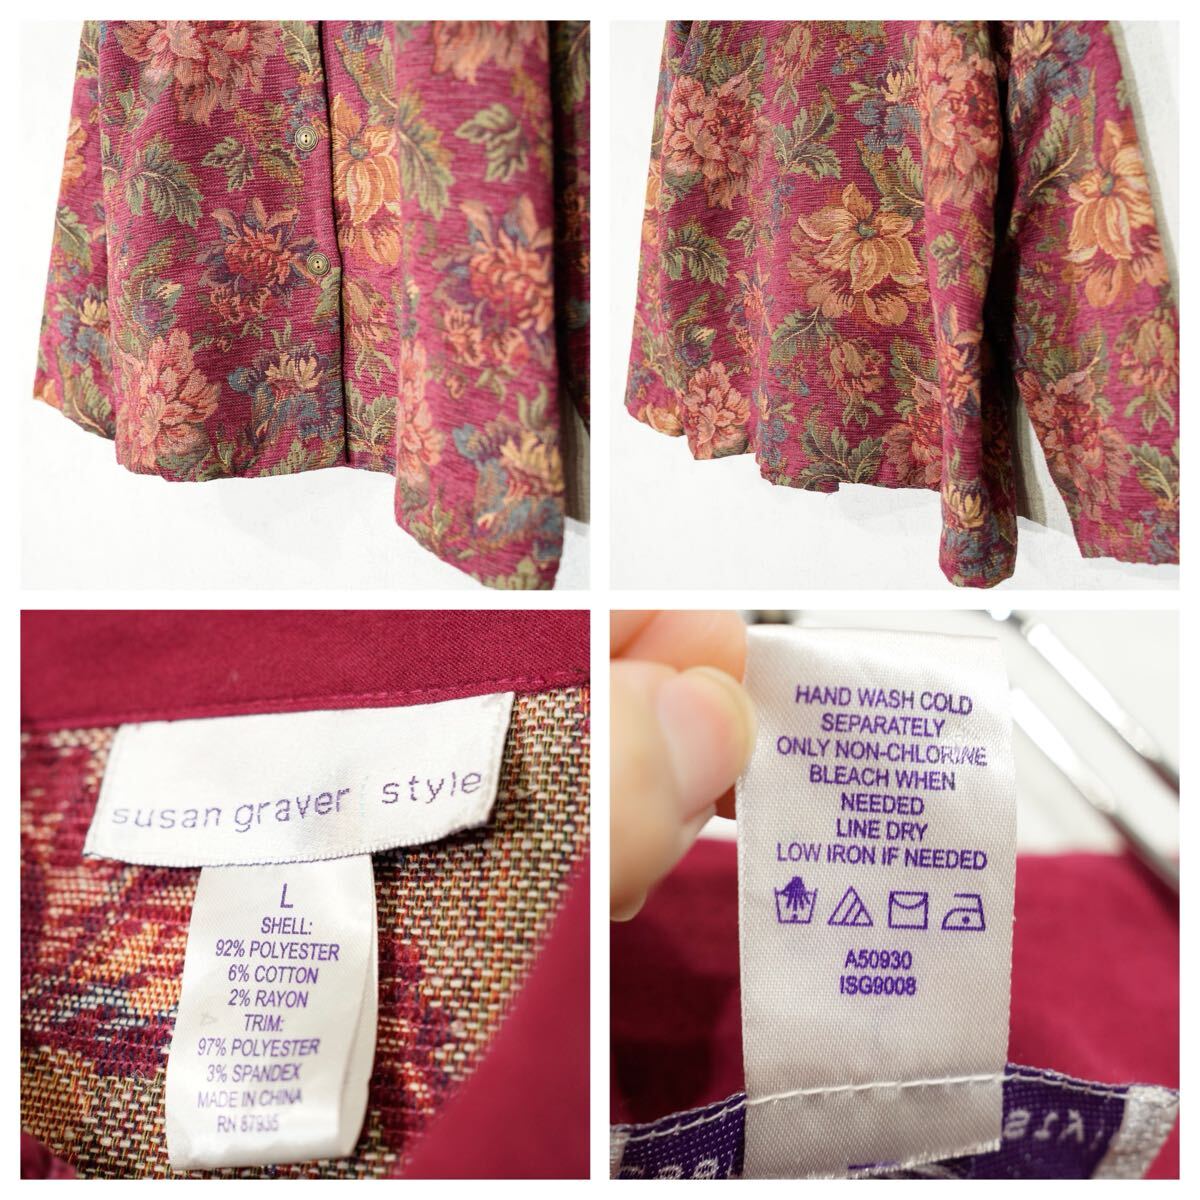 susan graver style
L
SHELL:
92% POLYESTER
6% COTTON
2% RAYON
TRIM:
97% POLYESTER
3% SPANDEX
MADE IN CHINA
RN 87935
HAND WASH COLD
SEPARATELY
ONLY NON-CHLORINE
BLEACH WHEN
NEEDED
LINE DRY
LOW IRON IF NEEDED
A50930
ISG9008